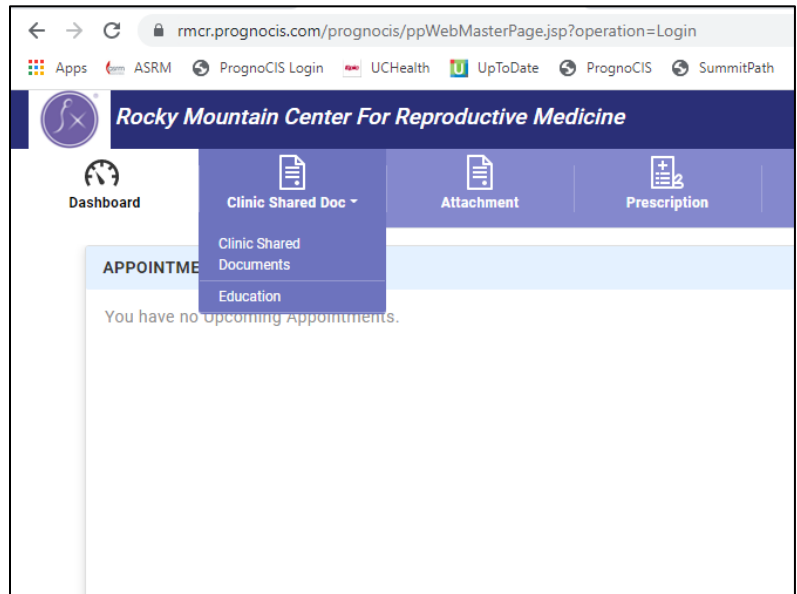 rmcr.prognocis.com/prognocis/ppWebMasterPage.jsp?operation=Login
Apps ASRM PrognoCIS Login UCHealth UpToDate PrognoCIS SummitPath
Rocky Mountain Center For Reproductive Medicine
Dashboard Clinic Shared Doc Attachment Prescription
Clinic Shared
Documents
APPOINTME
Education
You have no Upcoming Appointments.